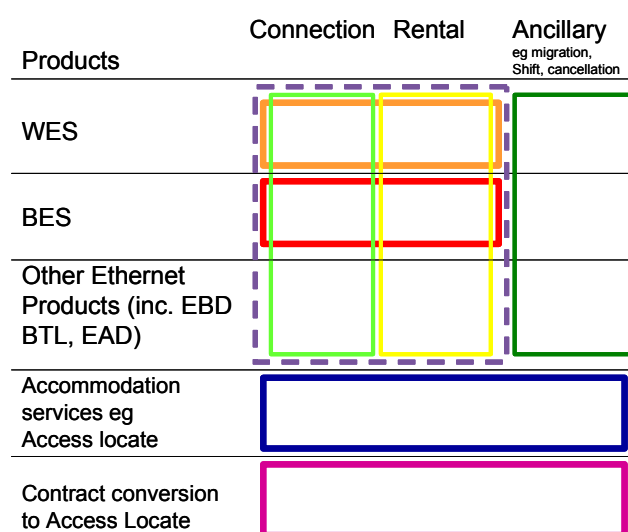 Connection Rental Ancillary
eg migration,
Shift, cancellation
Products
WES
BES
Other Ethernet
Products (inc. EBD
BTL, EAD)
Accommodation
services eg
Access locate
Contract conversion
to Access Locate